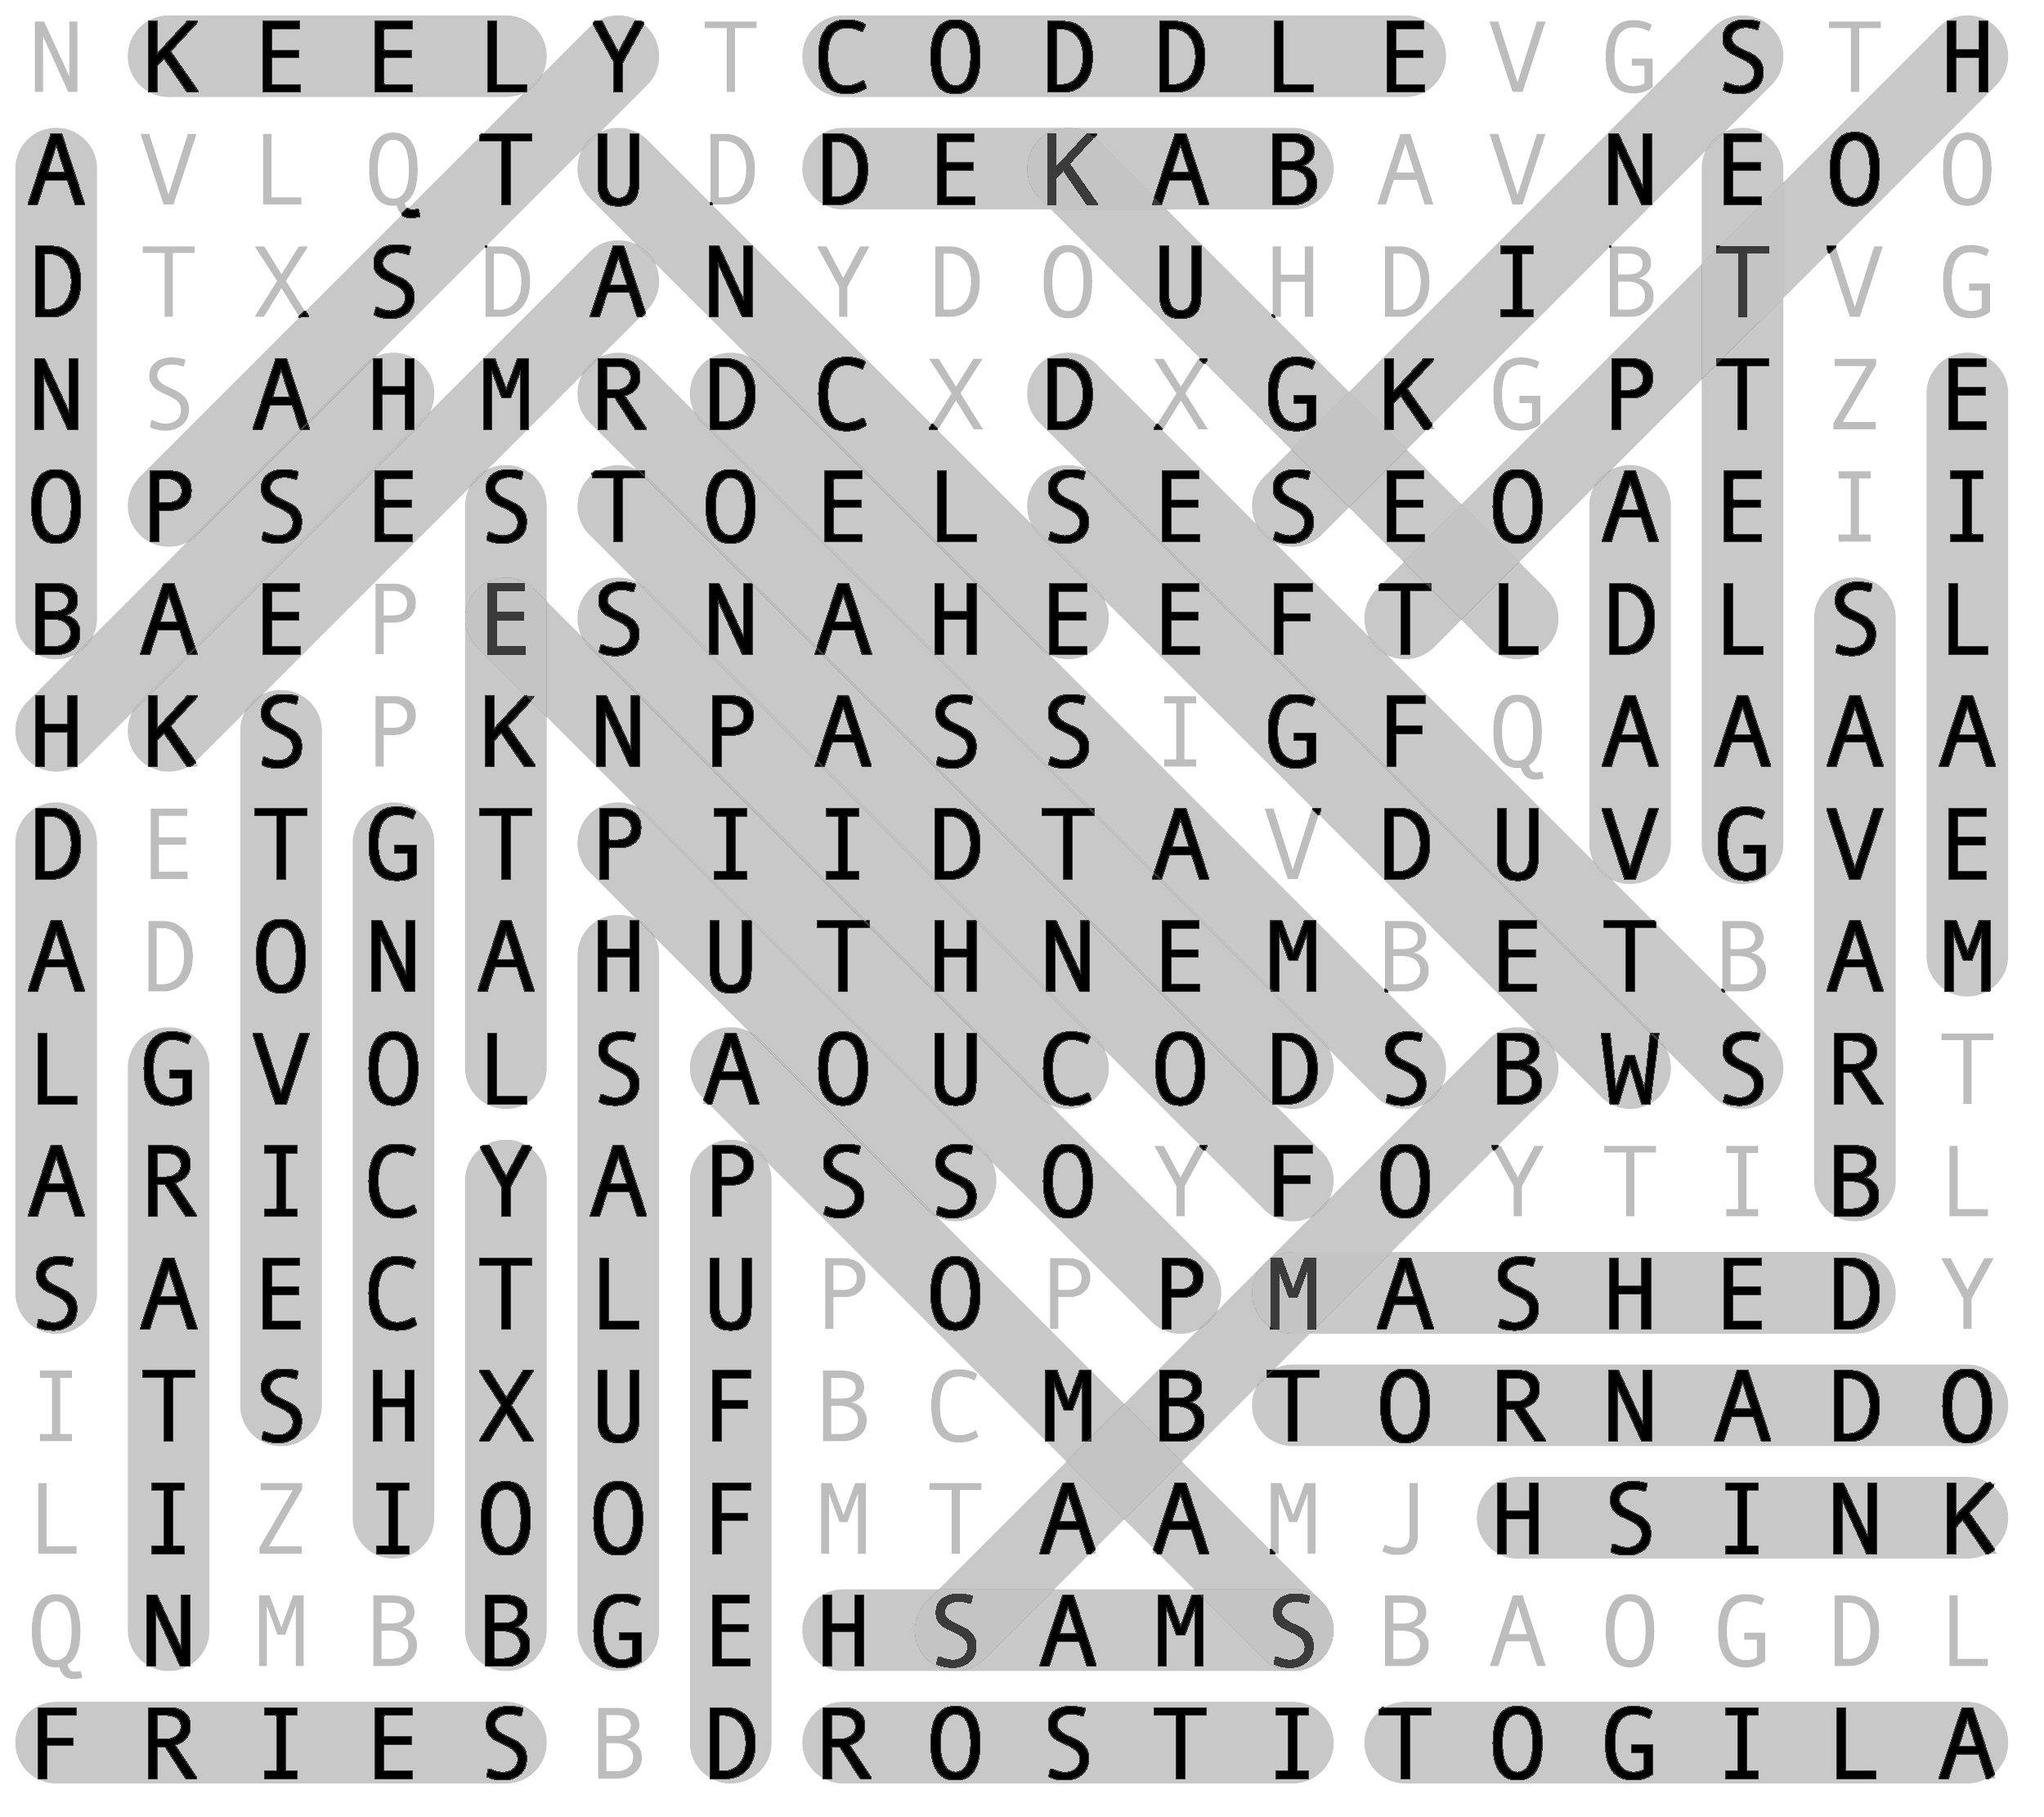 N K E E L Y T C O D D L E V G S T H
A V L Q T U D D E K A B A V N E O O
D T X S D A N Y D O U H D I B T V G
N S A H M R D C X D X G K G P T Z E
O P S E S T O E L S E S E O A E I I
B A E P E S N A H E E F T L D L S L
H K S P K N P A S S I G F Q A A A A
D E T G T P I I D T A V D U V G V E
A D O N A H U T H N E M B E T B A M
L G V O L S A O U C O D S B W S R T
A R I C Y A P S S O Y F O Y T I B L
S A E C T L U P O P P M A S H E D Y
I T S H X U F B C M B T O R N A D O
L I Z I O O F M T A A M J H S I N K
Q N M B B G E H S A M S B A O G D L
F R I E S B D R O S T I T O G I L A